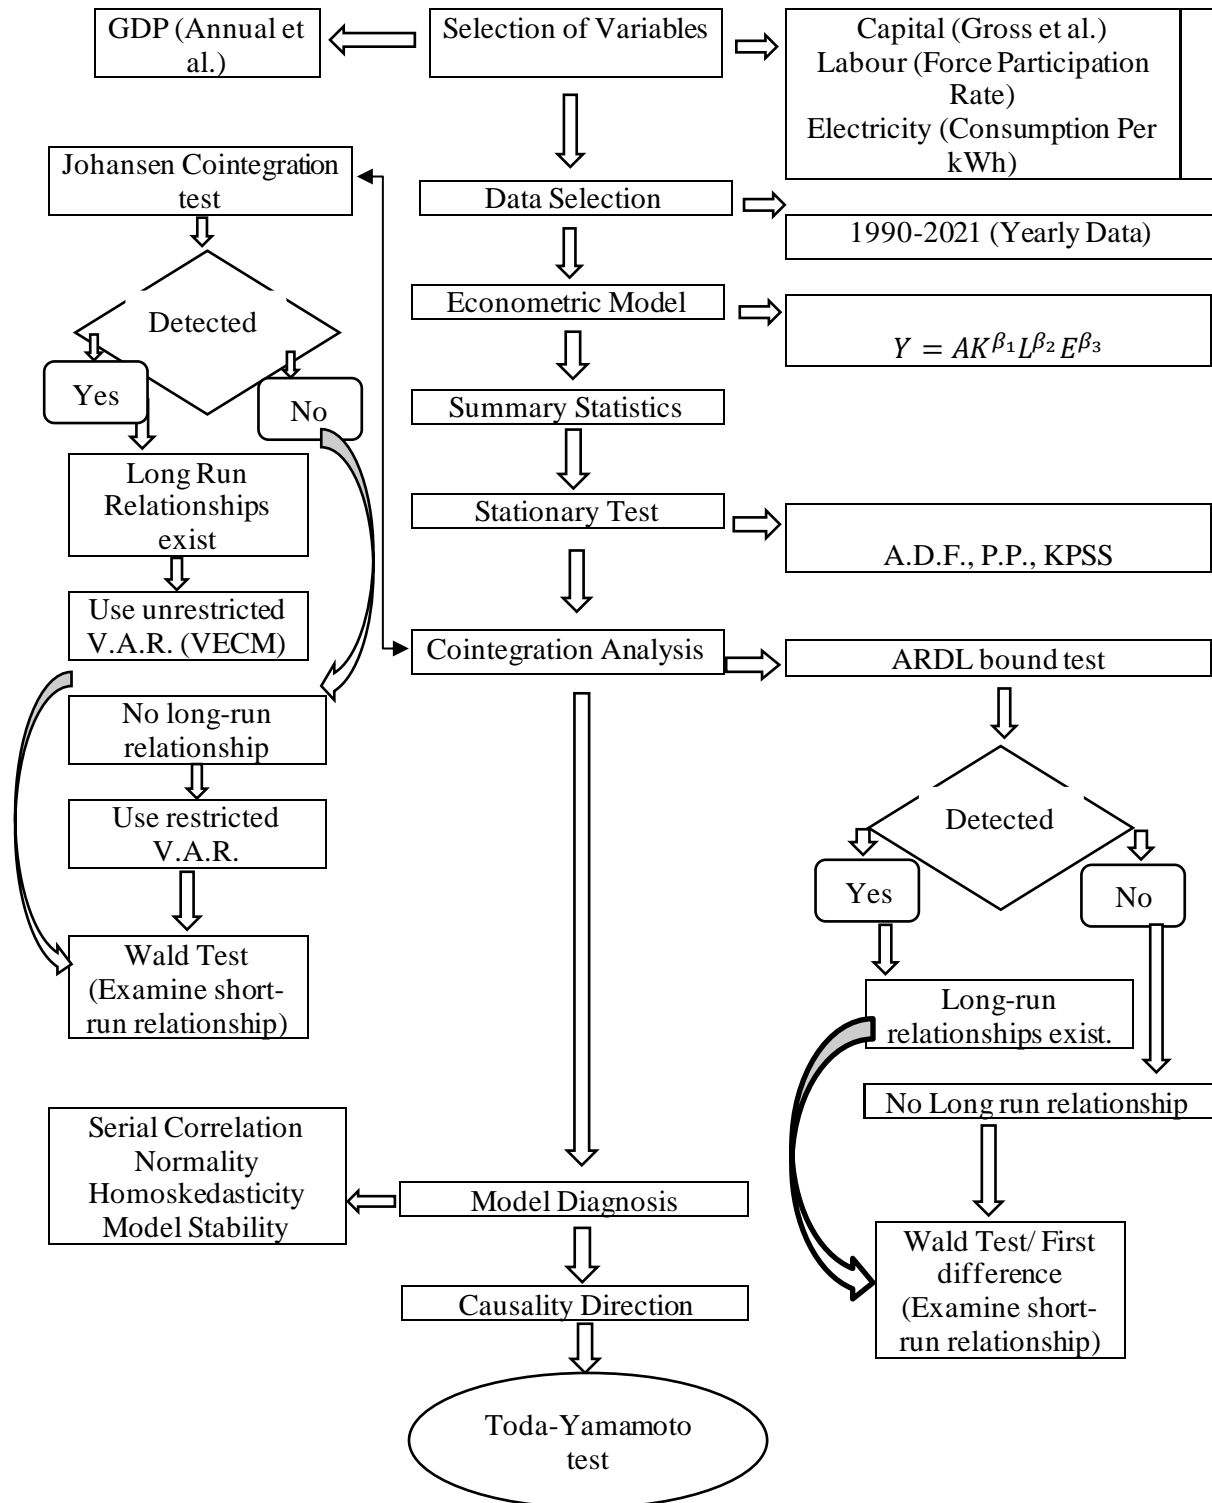 GDP (Annual et
al.)
Selection of Variables
Capital (Gross et al.)
Labour (Force Participation
Rate)
Electricity (Consumption Per
kWh)
Johansen Cointegration
test
Data Selection
1990-2021 (Yearly Data)
Detected
Econometric Model
Y = AK^β₁ L^β₂ E^β₃
Yes
No
Summary Statistics
Long Run
Relationships
exist
Stationary Test
A.D.F., P.P., KPSS
Use unrestricted
V.A.R. (VECM)
Cointegration Analysis
ARDL bound test
No long-run
relationship
Use restricted
V.A.R.
Detected
Yes
No
Wald Test
(Examine short-
run relationship)
Long-run
relationships exist.
No Long run relationship
Serial Correlation
Normality
Homoskedasticity
Model Stability
Model Diagnosis
Wald Test/ First
difference
(Examine short-
run relationship)
Causality Direction
Toda-Yamamoto
test